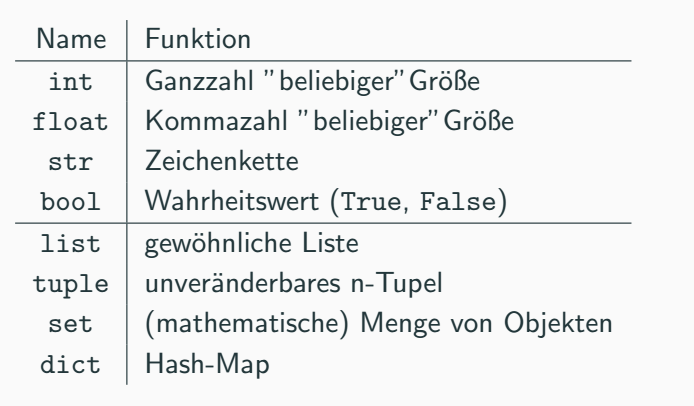 Name Funktion
int Ganzzahl ”beliebiger”Größe
float Kommazahl ”beliebiger”Größe
str Zeichenkette
bool Wahrheitswert (True, False)
list gewöhnliche Liste
tuple unveränderbares n-Tupel
set (mathematische) Menge von Objekten
dict Hash-Map